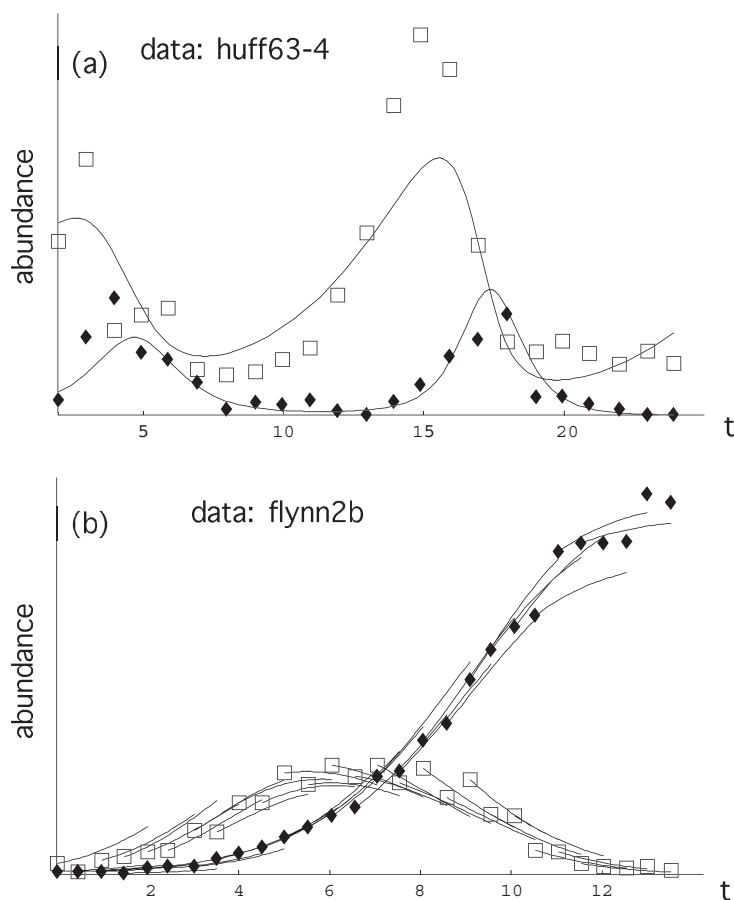 (a) data: huff63-4
abundance
5 10 15 20 t
(b) data: flynn2b
abundance
2 4 6 8 10 12 t